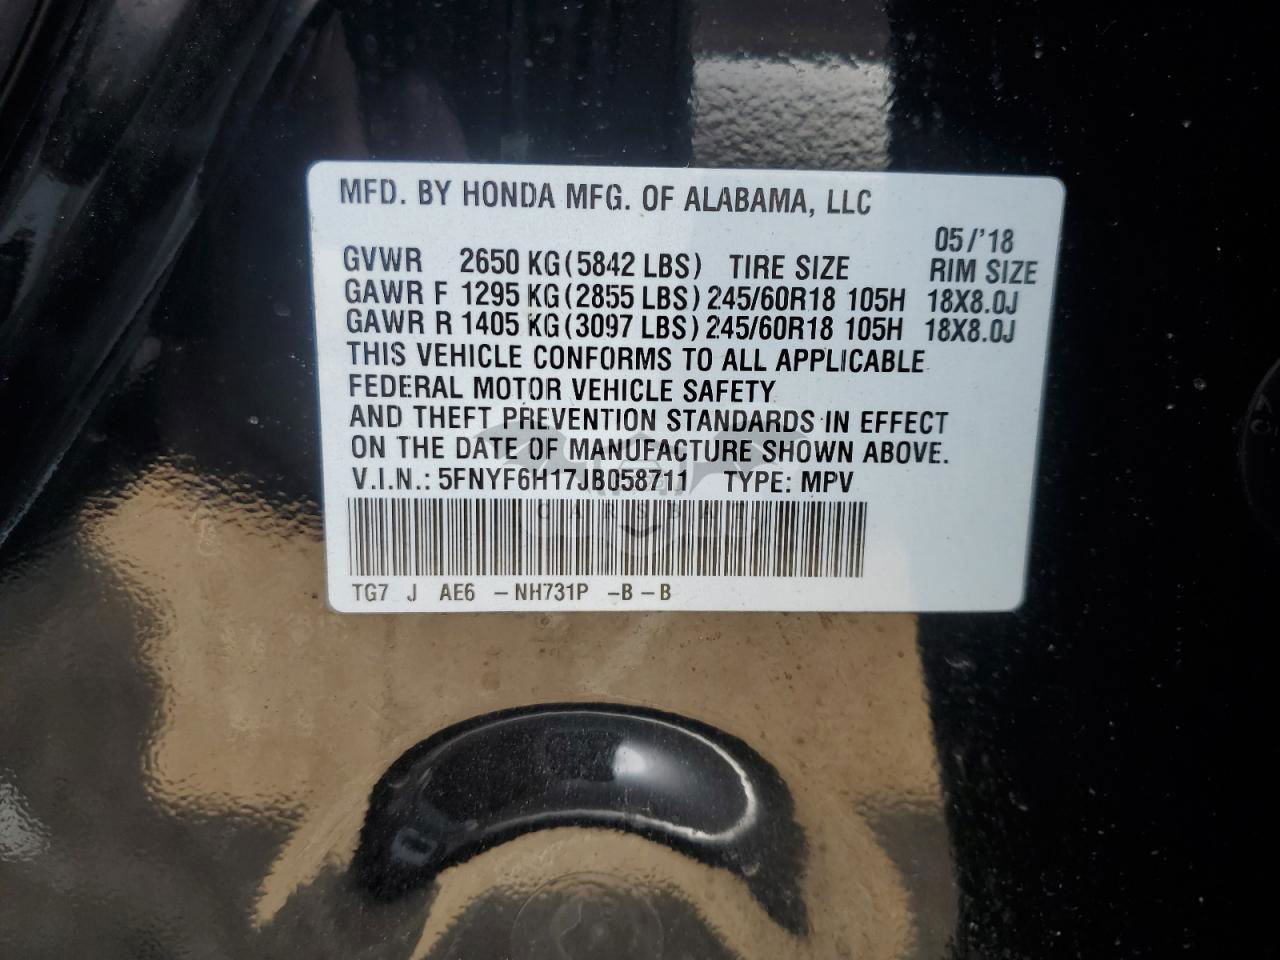 MFD. BY HONDA MFG. OF ALABAMA, LLC
05/'18
GVWR 2650 KG (5842 LBS) TIRE SIZE RIM SIZE
GAWR F 1295 KG (2855 LBS) 245/60R18 105H 18X8.0J
GAWR R 1405 KG (3097 LBS) 245/60R18 105H 18X8.0J
THIS VEHICLE CONFORMS TO ALL APPLICABLE
FEDERAL MOTOR VEHICLE SAFETY
AND THEFT PREVENTION STANDARDS IN EFFECT
ON THE DATE OF MANUFACTURE SHOWN ABOVE.
V.I.N.: 5FNYF6H17JB058711 TYPE: MPV
CARSBAT
TG7 J AE6 -NH731P -B-B